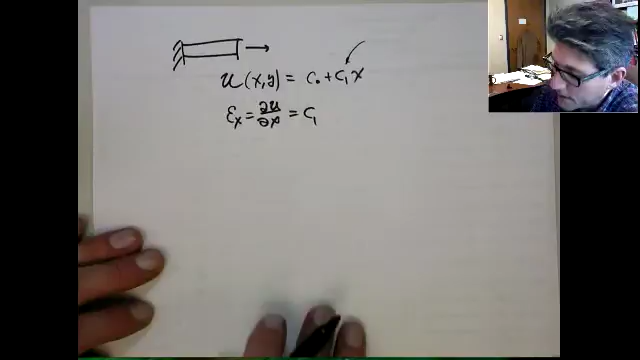 u(x,y) = c₀ + c₁x
εₓ = ∂u/∂x = c₁